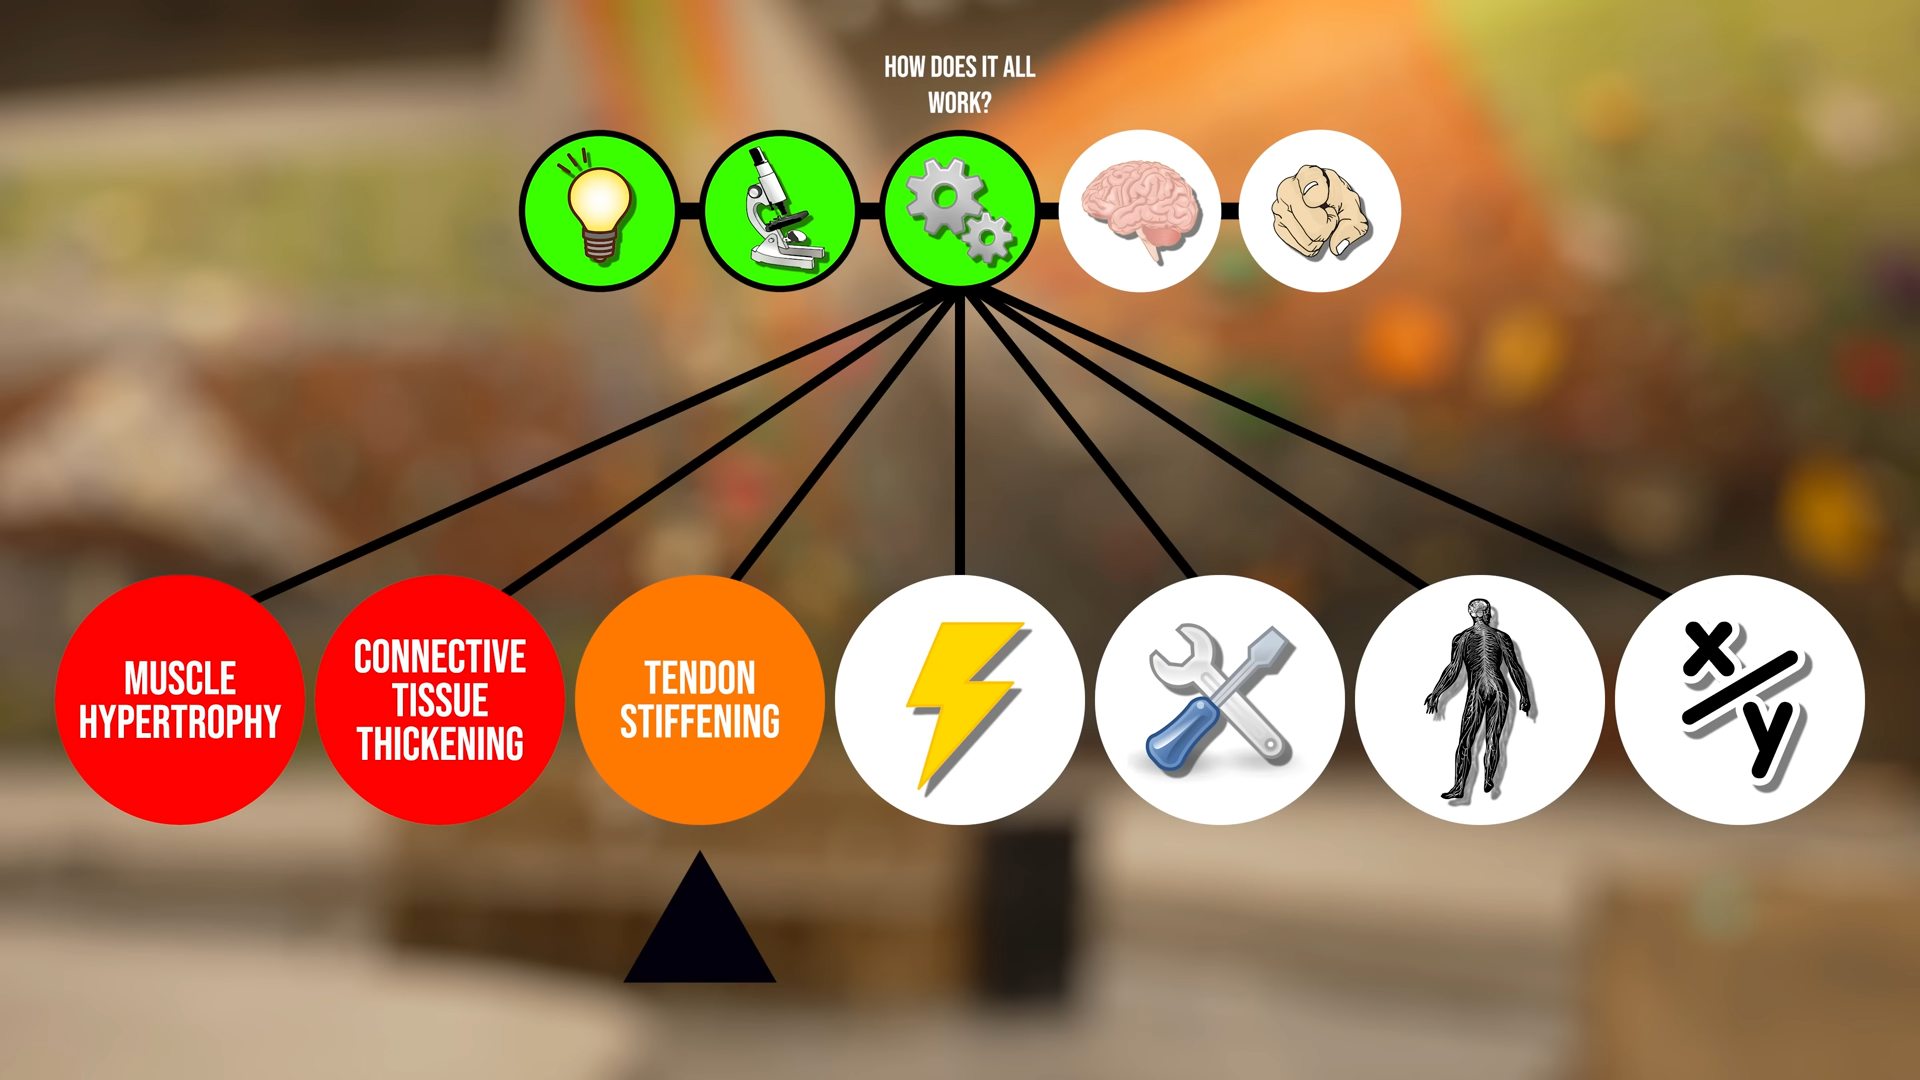 HOW DOES IT ALL
WORK?
MUSCLE
HYPERTROPHY
CONNECTIVE
TISSUE
THICKENING
TENDON
STIFFENING
x/y